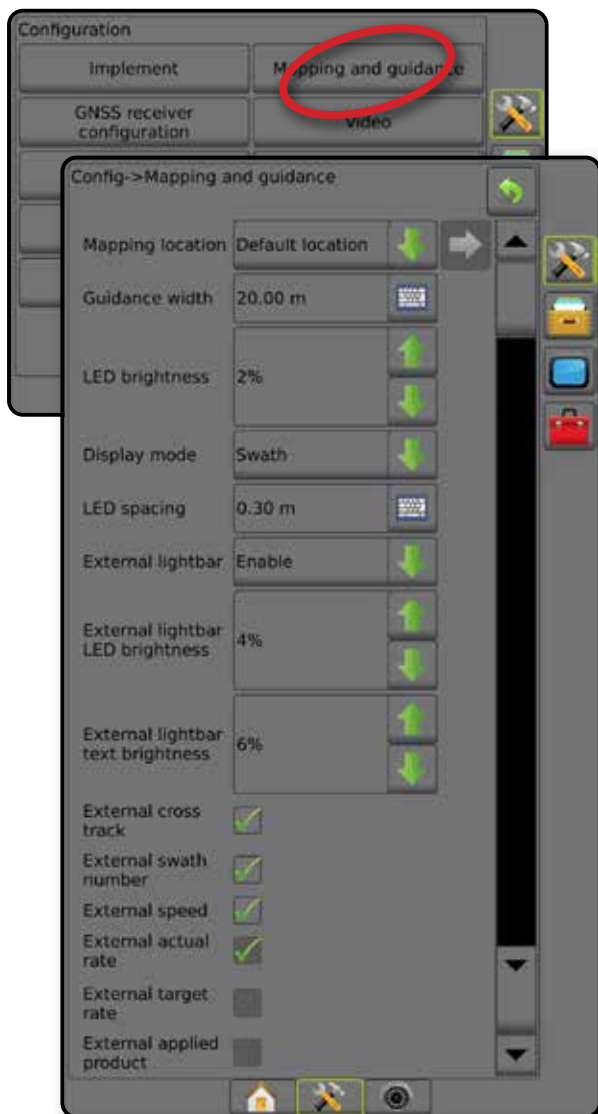 Configuration
Implement
Mapping and guidance
GNSS receiver
configuration
Video
Config->Mapping and guidance
Mapping location
Default location
Guidance width
20.00 m
LED brightness
2%
Display mode
Swath
LED spacing
0.30 m
External lightbar
Enable
External lightbar
LED brightness
4%
External lightbar
text brightness
6%
External cross
track
External swath
number
External speed
External actual
rate
External target
rate
External applied
product